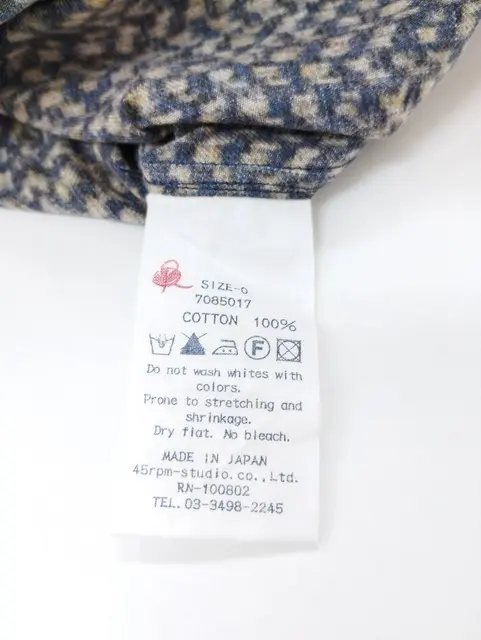 SIZE-0
7085017
COTTON 100%
F
Do not wash whites with
colors.
Prone to stretching and
shrinkage.
Dry flat. No bleach.
MADE IN JAPAN
45rpm-studio.co.,Ltd.
RN-100802
TEL. 03-3498-2245